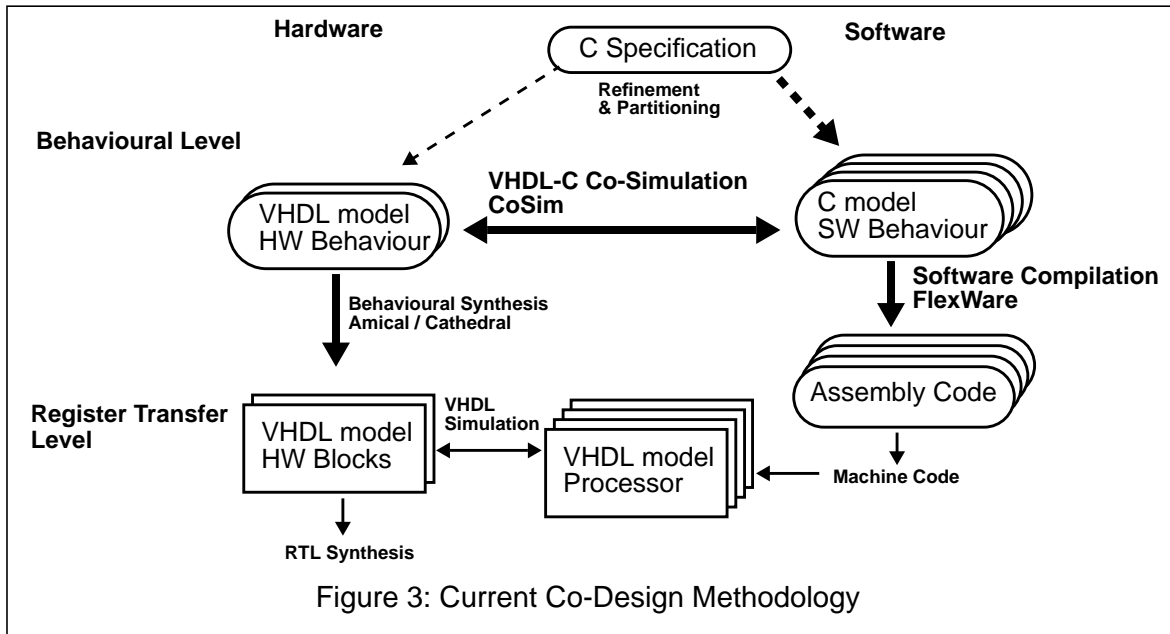 Hardware
C Specification
Software
Refinement
& Partitioning
Behavioural Level
VHDL-C Co-Simulation
CoSim
VHDL model
HW Behaviour
C model
SW Behaviour
Behavioural Synthesis
Amical / Cathedral
Software Compilation
FlexWare
Assembly Code
Register Transfer
Level
VHDL
Simulation
VHDL model
HW Blocks
VHDL model
Processor
Machine Code
RTL Synthesis
Figure 3: Current Co-Design Methodology